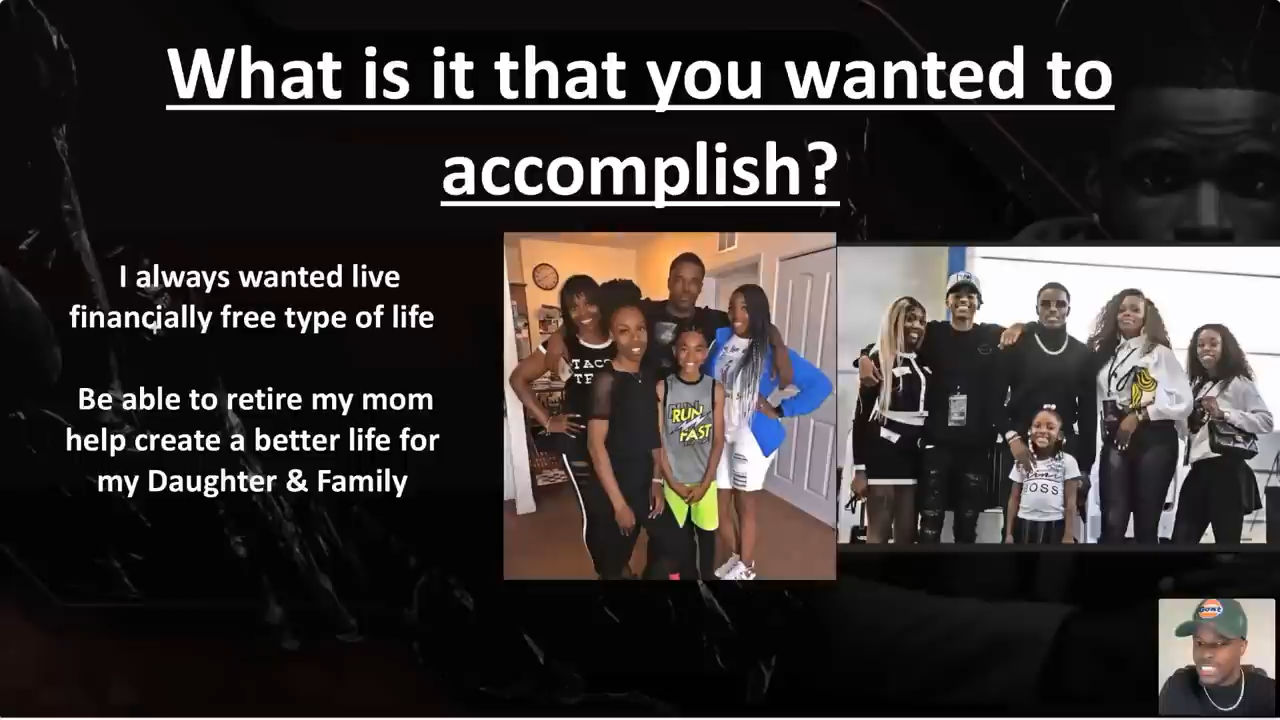 What is it that you wanted to
accomplish?
I always wanted live
financially free type of life
Be able to retire my mom
help create a better life for
my Daughter & Family
RUN
FAST